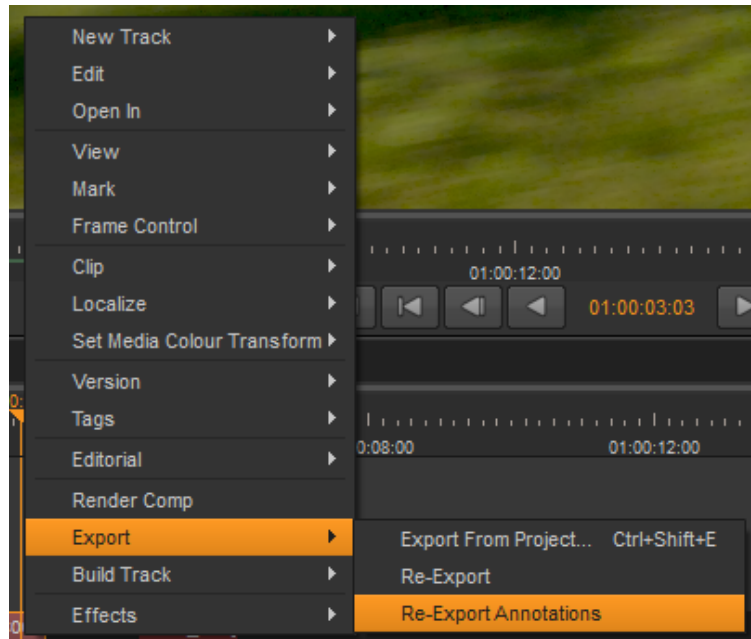 New Track
Edit
Open In
View
Mark
Frame Control
Clip
01:00:12:00
Localize
01:00:03:03
Set Media Colour Transform
Version
Tags
0:08:00
01:00:12:00
Editorial
Render Comp
Export
Export From Project... Ctrl+Shift+E
Build Track
Re-Export
Effects
Re-Export Annotations